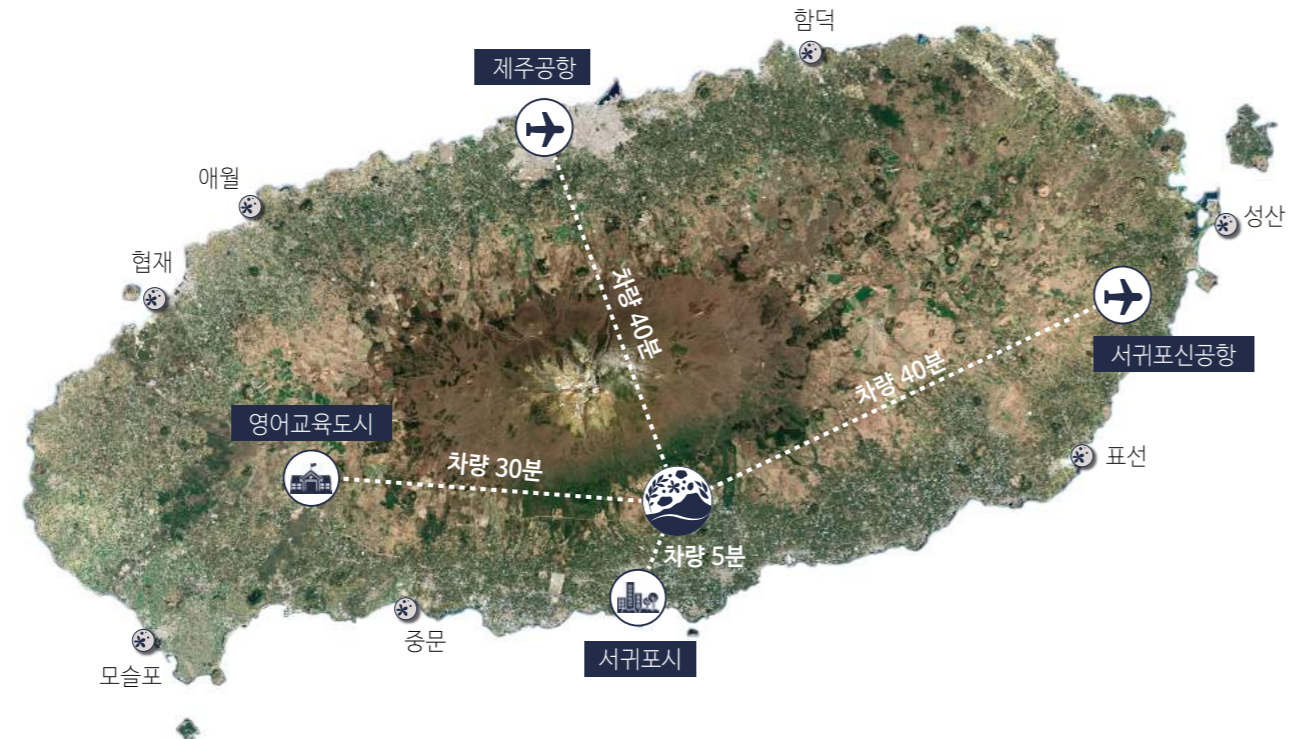 함덕
제주공항
애월
성산
협재
차량 40분
서귀포신공항
차량 40분
영어교육도시
표선
차량 30분
차량 5분
중문
서귀포시
모슬포